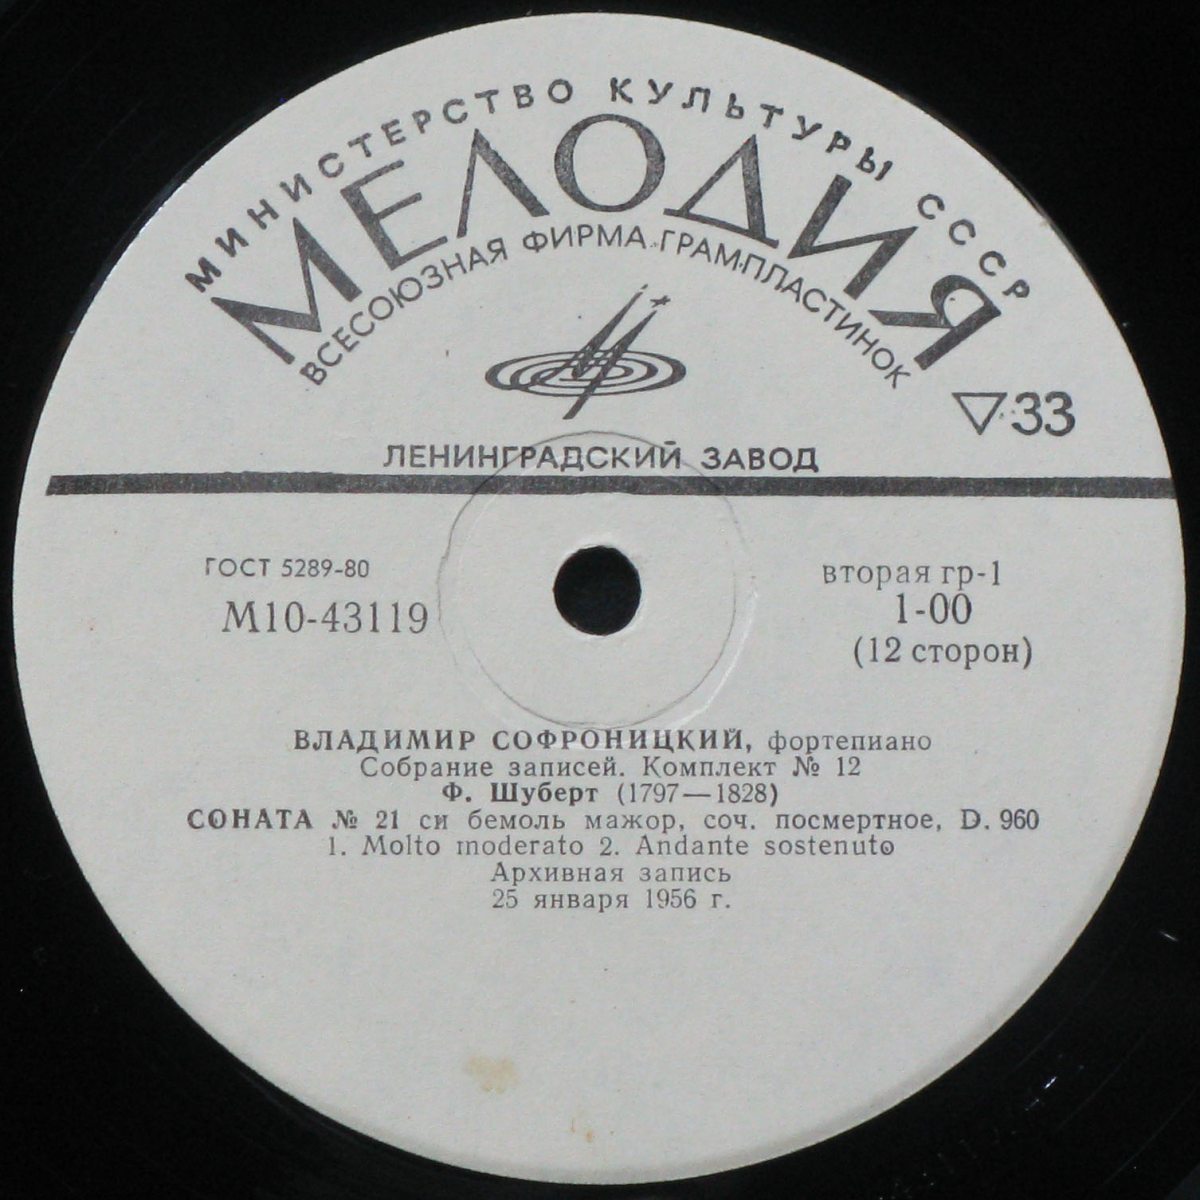 МИНИСТЕРСТВО КУЛЬТУРЫ СССР
МЕЛОДИЯ
ВСЕСОЮЗНАЯ ФИРМА ГРАМПЛАСТИНОК
▽33
ЛЕНИНГРАДСКИЙ ЗАВОД
ГОСТ 5289-80
М10-43119
вторая гр-1
1-00
(12 сторон)
ВЛАДИМИР СОФРОНИЦКИЙ, фортепиано
Собрание записей. Комплект № 12
Ф. Шуберт (1797—1828)
СОНАТА № 21 си бемоль мажор, соч. посмертное, D. 960
1. Molto moderato 2. Andante sostenuto
Архивная запись
25 января 1956 г.